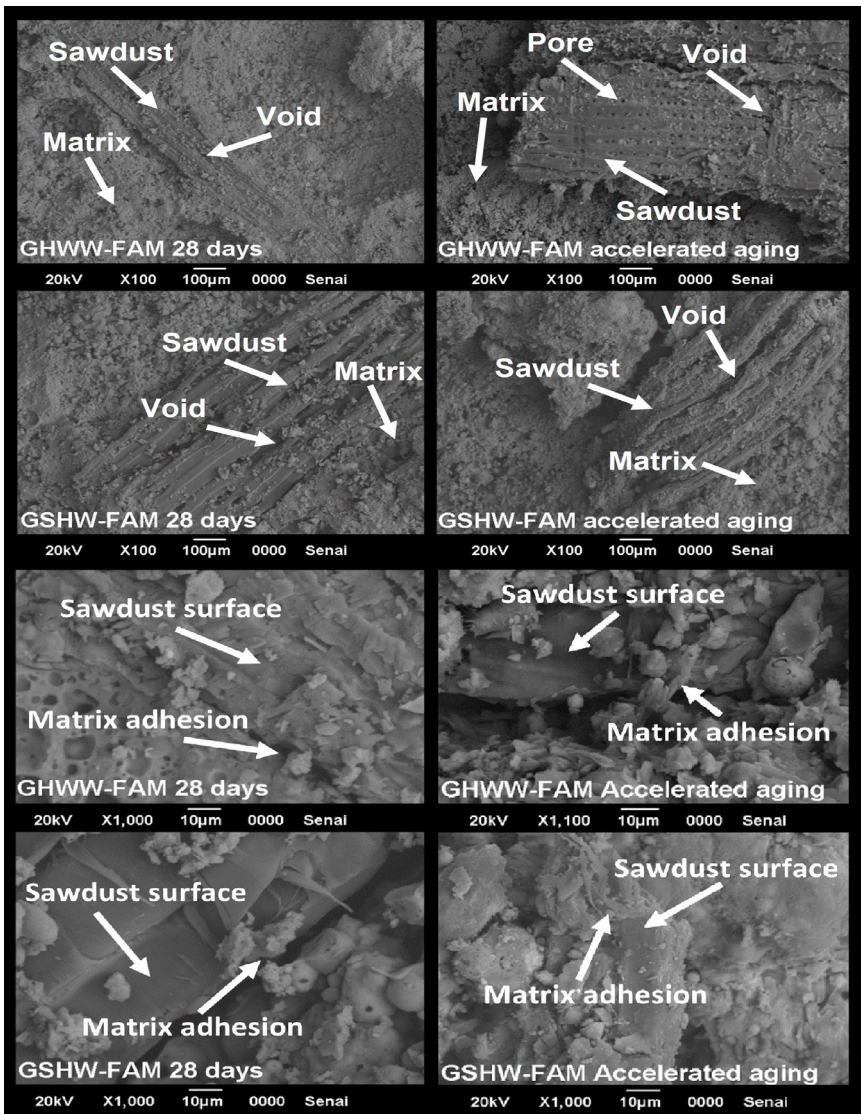 Sawdust
Void
Matrix
GHWW-FAM 28 days
20kV X100 100µm 0000 Senai
Pore
Void
Matrix
Sawdust
GHWW-FAM accelerated aging
20kV X100 100µm 0000 Senai
Sawdust
Matrix
Void
GSHW-FAM 28 days
20kV X100 100µm 0000 Senai
Void
Sawdust
Matrix
GSHW-FAM accelerated aging
20kV X100 100µm 0000 Senai
Sawdust surface
Matrix adhesion
GHWW-FAM 28 days
20kV X1,000 10µm 0000 Senai
Sawdust surface
Matrix adhesion
GHWW-FAM Accelerated aging
20kV X1,100 10µm 0000 Senai
Sawdust surface
Matrix adhesion
GSHW-FAM 28 days
20kV X1,000 10µm 0000 Senai
Sawdust surface
Matrix adhesion
GSHW-FAM Accelerated aging
20kV X1,000 10µm 0000 Senai